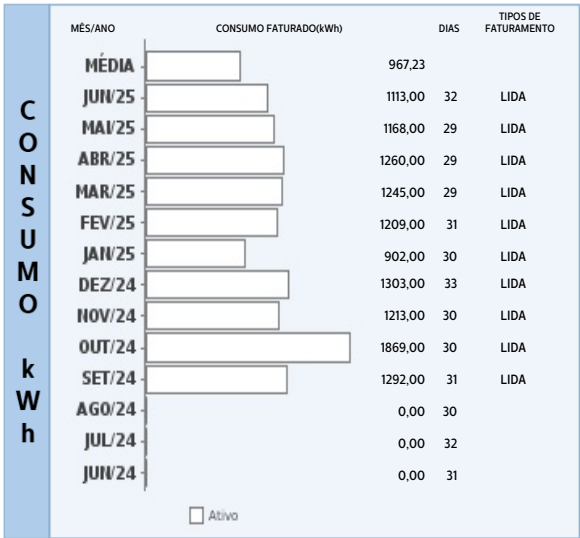 MÊS/ANO CONSUMO FATURADO(kWh) DIAS TIPOS DE FATURAMENTO
MÉDIA 967,23
JUN/25 1113,00 32 LIDA
MAI/25 1168,00 29 LIDA
ABR/25 1260,00 29 LIDA
MAR/25 1245,00 29 LIDA
FEV/25 1209,00 31 LIDA
JAN/25 902,00 30 LIDA
DEZ/24 1303,00 33 LIDA
NOV/24 1213,00 30 LIDA
OUT/24 1869,00 30 LIDA
SET/24 1292,00 31 LIDA
AGO/24 0,00 30
JUL/24 0,00 32
JUN/24 0,00 31
Ativo
CONSUMO kWh